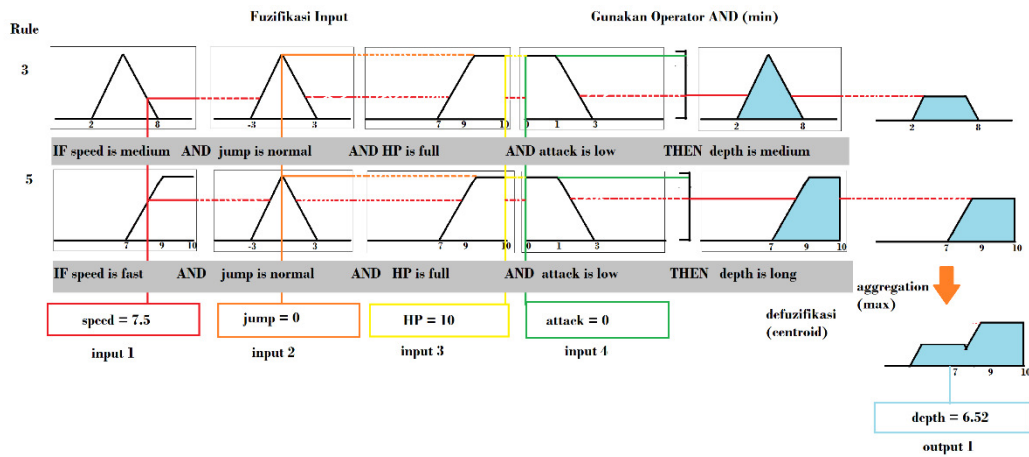 Fuzifikasi Input Gunakan Operator AND (min)
Rule
3
2 8 -3 3 7 9 10 0 1 3 2 8 2 8
IF speed is medium AND jump is normal AND HP is full AND attack is low THEN depth is medium
5
7 9 10 -3 3 7 9 10 0 1 3 7 9 10 7 9 10
IF speed is fast AND jump is normal AND HP is full AND attack is low THEN depth is long
speed = 7.5 jump = 0 HP = 10 attack = 0
input 1 input 2 input 3 input 4
defuzifikasi
(centroid)
aggregation
(max)
7 9 10
depth = 6.52
output 1